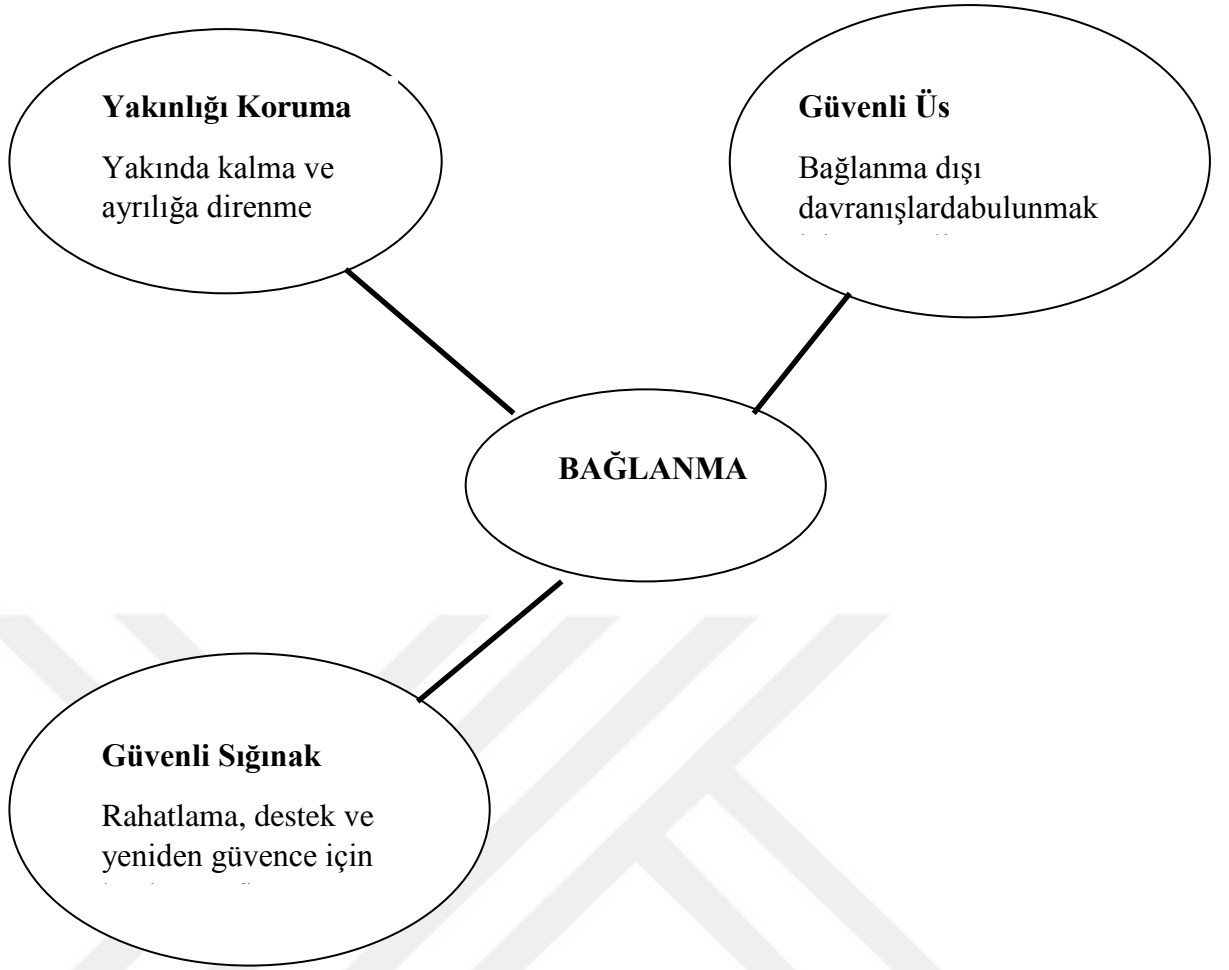 Yakınlığı Koruma
Yakında kalma ve
ayrılığa direnme
Güvenli Üs
Bağlanma dışı
davranışlardabulunmak
BAĞLANMA
Güvenli Sığınak
Rahatlama, destek ve
yeniden güvence için